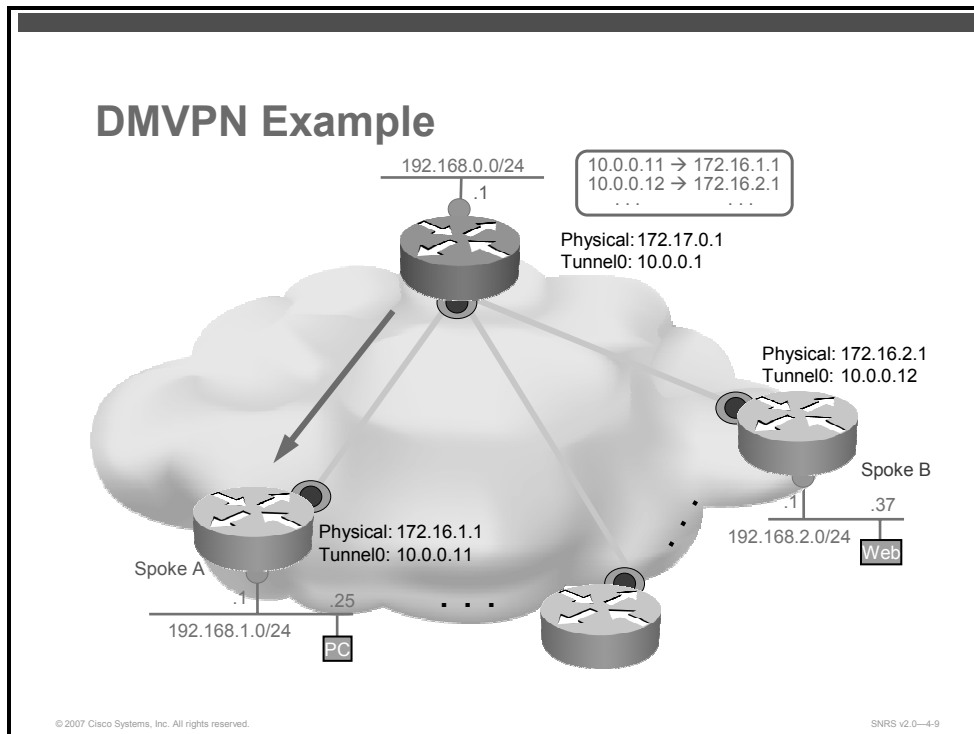 DMVPN Example
192.168.0.0/24
.1
10.0.0.11 → 172.16.1.1
10.0.0.12 → 172.16.2.1
. . . . . .
Physical: 172.17.0.1
Tunnel0: 10.0.0.1
Physical: 172.16.2.1
Tunnel0: 10.0.0.12
Spoke B
.1
.37
192.168.2.0/24
Web
Physical: 172.16.1.1
Tunnel0: 10.0.0.11
Spoke A
.1
.25
192.168.1.0/24
PC
. . .
. . .
© 2007 Cisco Systems, Inc. All rights reserved.
SNRS v2.0—4-9